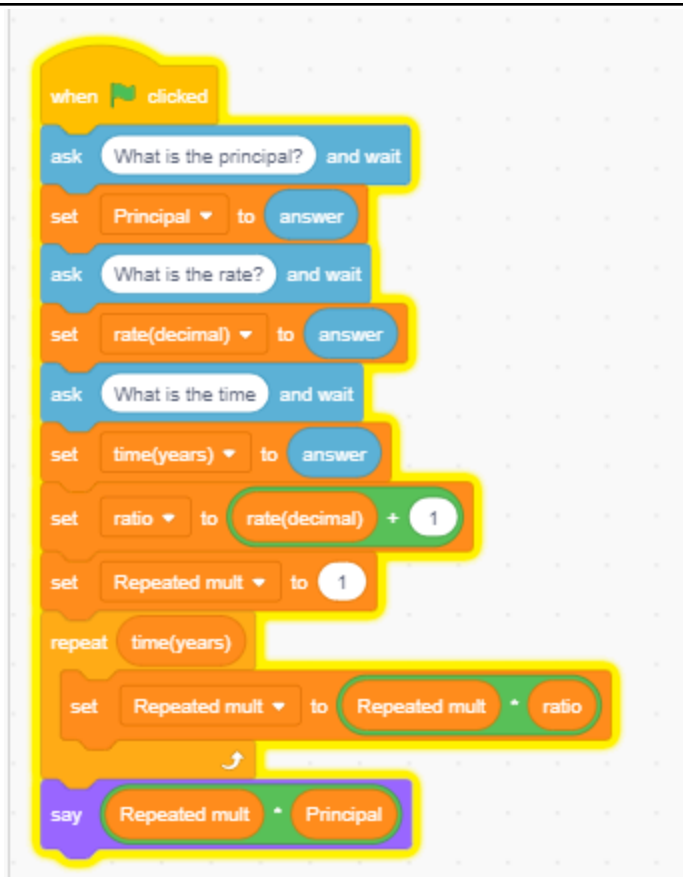 when clicked
ask What is the principal? and wait
set Principal to answer
ask What is the rate? and wait
set rate(decimal) to answer
ask What is the time and wait
set time(years) to answer
set ratio to rate(decimal) + 1
set Repeated mult to 1
repeat time(years)
set Repeated mult to Repeated mult * ratio
say Repeated mult * Principal